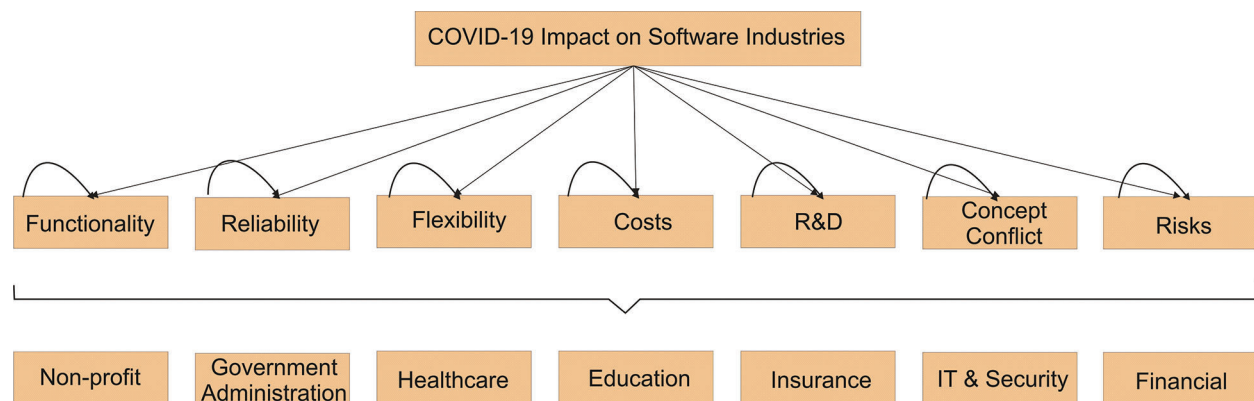 COVID-19 Impact on Software Industries
Functionality
Reliability
Flexibility
Costs
R&D
Concept
Conflict
Risks
Non-profit
Government
Administration
Healthcare
Education
Insurance
IT & Security
Financial